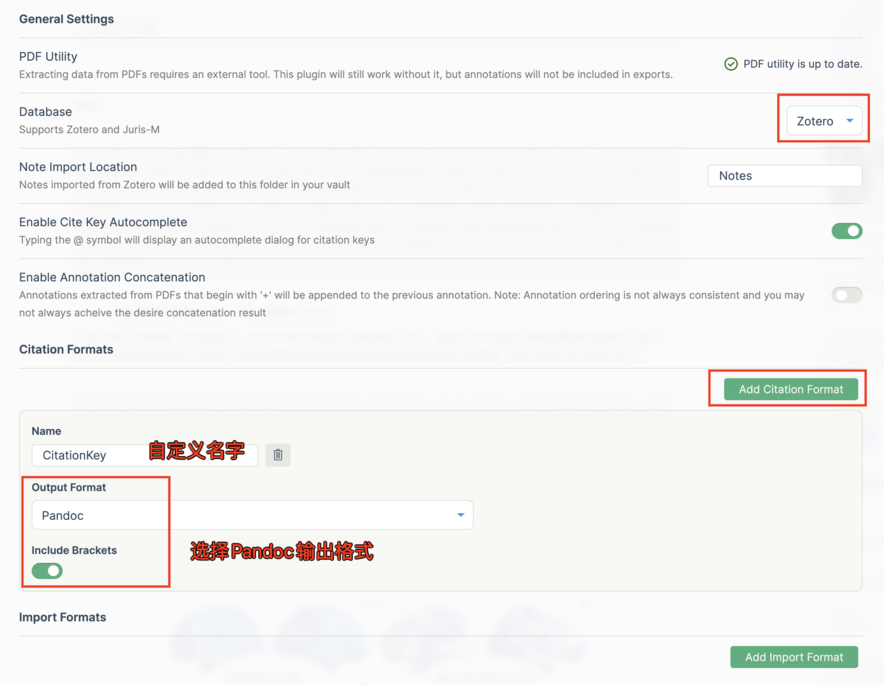 General Settings
PDF Utility
Extracting data from PDFs requires an external tool. This plugin will still work without it, but annotations will not be included in exports.
PDF utility is up to date.
Database
Supports Zotero and Juris-M
Zotero
Note Import Location
Notes imported from Zotero will be added to this folder in your vault
Notes
Enable Cite Key Autocomplete
Typing the @ symbol will display an autocomplete dialog for citation keys
Enable Annotation Concatenation
Annotations extracted from PDFs that begin with '+' will be appended to the previous annotation. Note: Annotation ordering is not always consistent and you may
not always acheive the desire concatenation result
Citation Formats
Add Citation Format
Name
CitationKey
自定义名字
Output Format
Pandoc
Include Brackets
选择Pandoc输出格式
Import Formats
Add Import Format